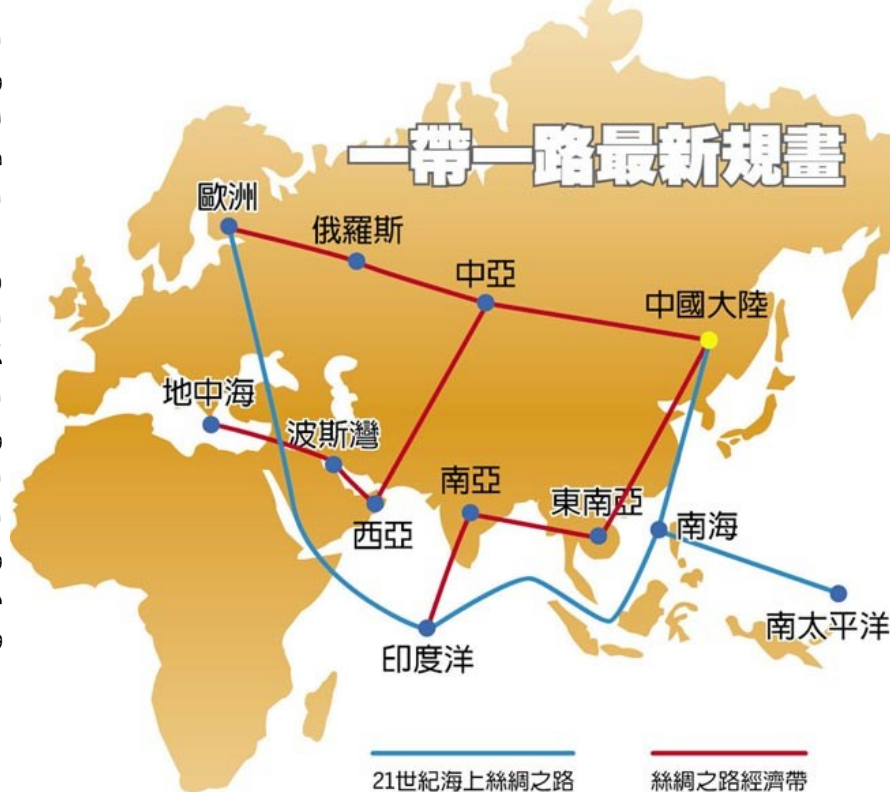 一帶一路最新規畫
歐洲
俄羅斯
中亞
中國大陸
地中海
波斯灣
西亞
南亞
東南亞
南海
南太平洋
印度洋
21世紀海上絲綢之路
絲綢之路經濟帶